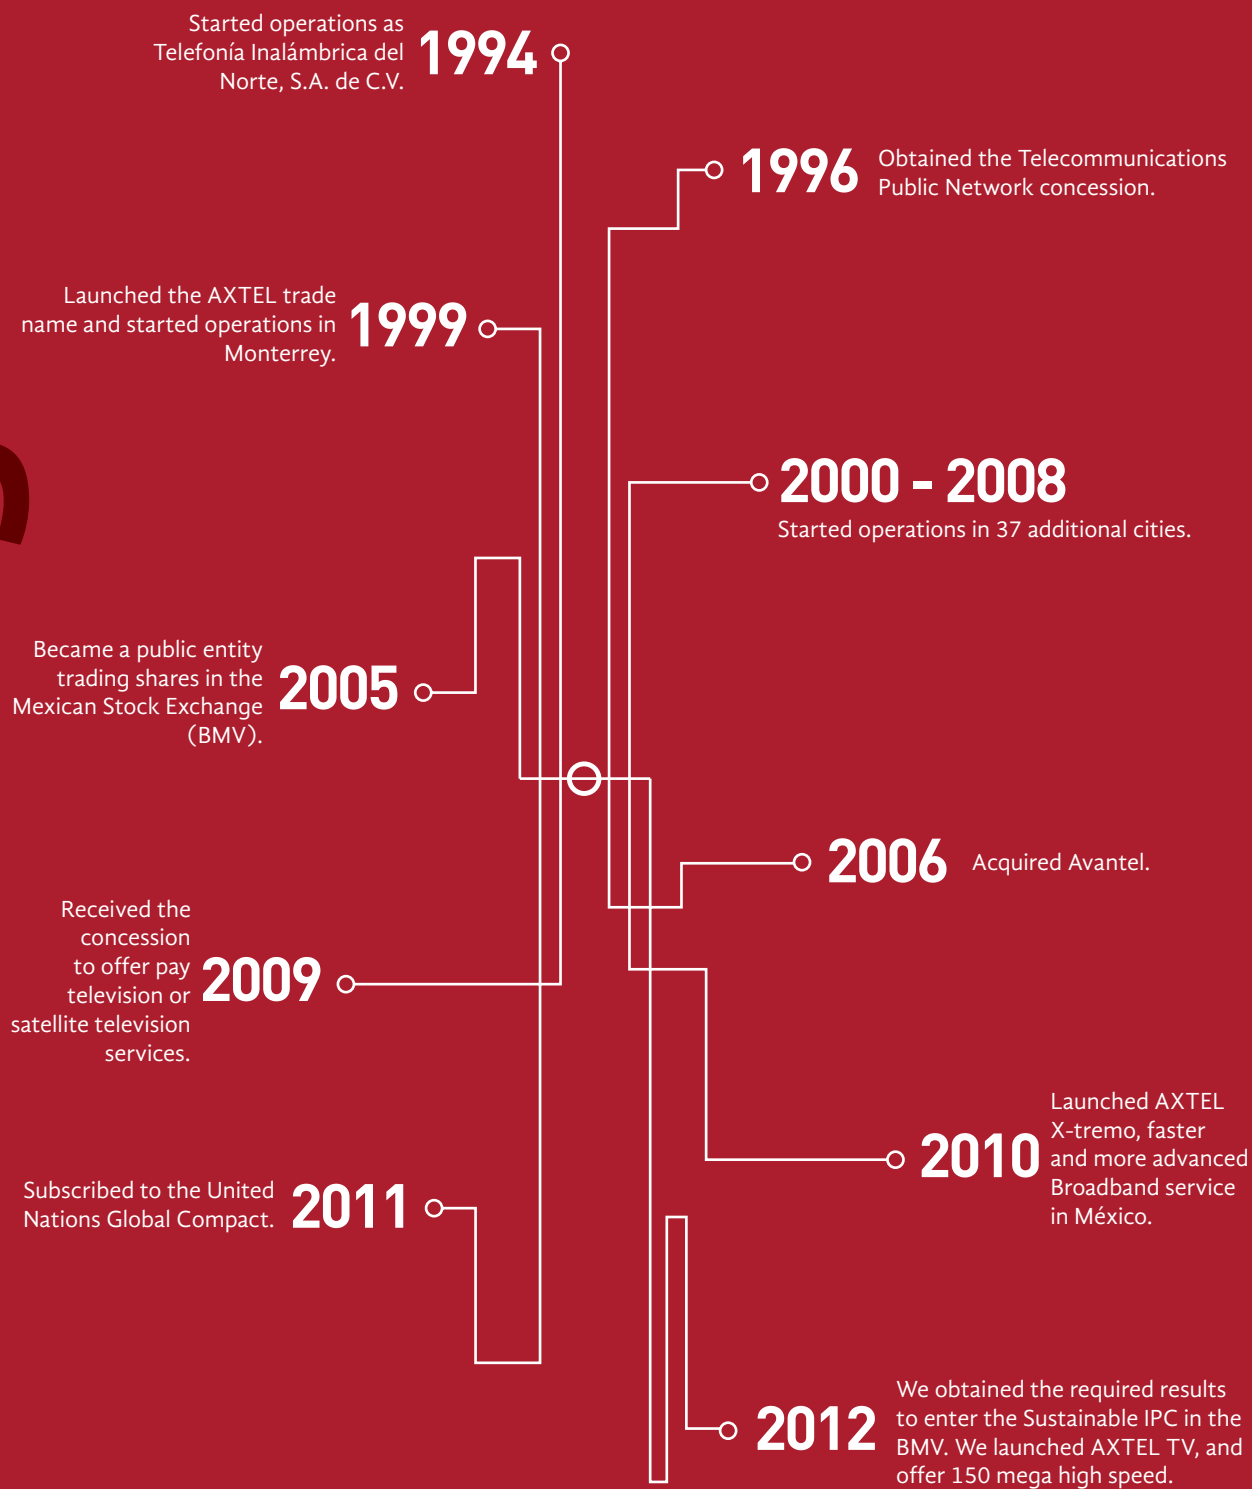 Started operations as
Telefonía Inalámbrica del
Norte, S.A. de C.V.
1994
1996
Obtained the Telecommunications
Public Network concession.
Launched the AXTEL trade
name and started operations in
Monterrey.
1999
2000 - 2008
Started operations in 37 additional cities.
Became a public entity
trading shares in the
Mexican Stock Exchange
(BMV).
2005
2006
Acquired Avantel.
Received the
concession
to offer pay
television or
satellite television
services.
2009
2010
Launched AXTEL
X-tremo, faster
and more advanced
Broadband service
in México.
Subscribed to the United
Nations Global Compact.
2011
2012
We obtained the required results
to enter the Sustainable IPC in the
BMV. We launched AXTEL TV, and
offer 150 mega high speed.